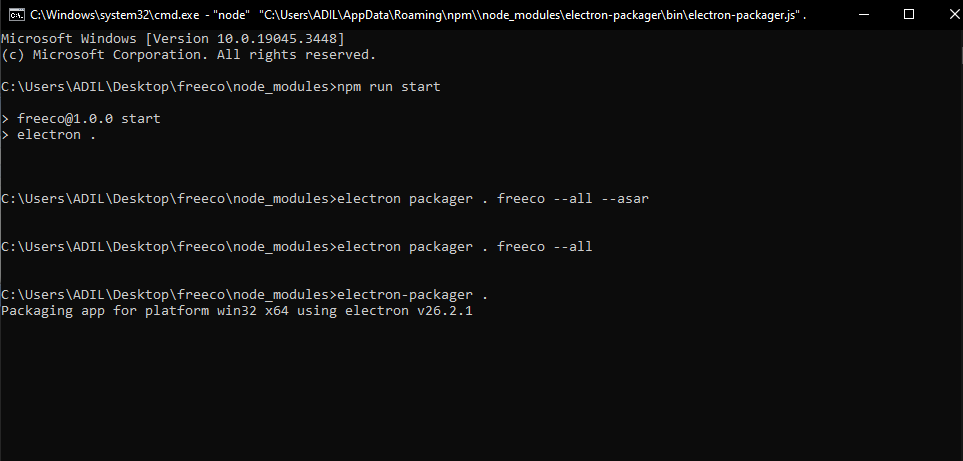 C:\Windows\system32\cmd.exe - "node" "C:\Users\ADIL\AppData\Roaming\npm\\node_modules\electron-packager\bin\electron-packager.js" .
Microsoft Windows [Version 10.0.19045.3448]
(c) Microsoft Corporation. All rights reserved.
C:\Users\ADIL\Desktop\freeco\node_modules>npm run start
> freeco@1.0.0 start
> electron .
C:\Users\ADIL\Desktop\freeco\node_modules>electron packager . freeco --all --asar
C:\Users\ADIL\Desktop\freeco\node_modules>electron packager . freeco --all
C:\Users\ADIL\Desktop\freeco\node_modules>electron-packager .
Packaging app for platform win32 x64 using electron v26.2.1